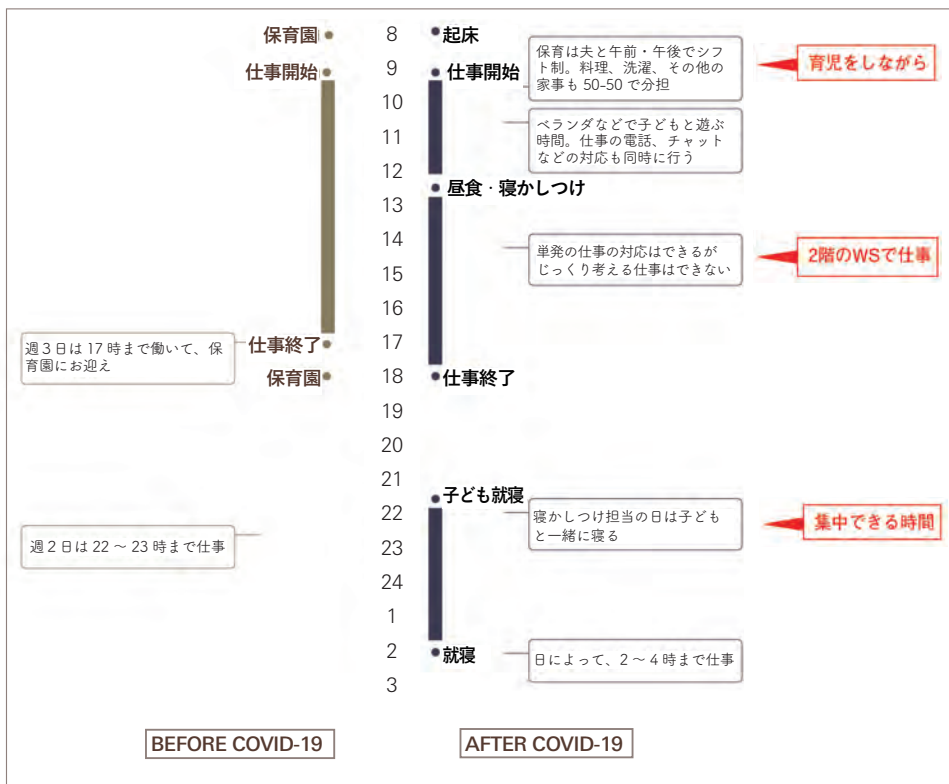 保育園
8
起床
仕事開始
9
仕事開始
保育は夫と午前・午後でシフト
制。料理、洗濯、その他の
家事も 50-50 で分担
育児をしながら
10
11
ベランダなどで子どもと遊ぶ
時間。仕事の電話、チャット
などの対応も同時に行う
12
昼食・寝かしつけ
13
14
単発の仕事の対応はできるが
じっくり考える仕事はできない
2階のWSで仕事
15
16
17
仕事終了
週３日は 17 時まで働いて、保
育園にお迎え
保育園
18
仕事終了
19
20
21
子ども就寝
22
寝かしつけ担当の日は子ども
と一緒に寝る
集中できる時間
週２日は 22 〜 23 時まで仕事
23
24
1
2
就寝
日によって、2 〜 4 時まで仕事
3
BEFORE COVID-19
AFTER COVID-19